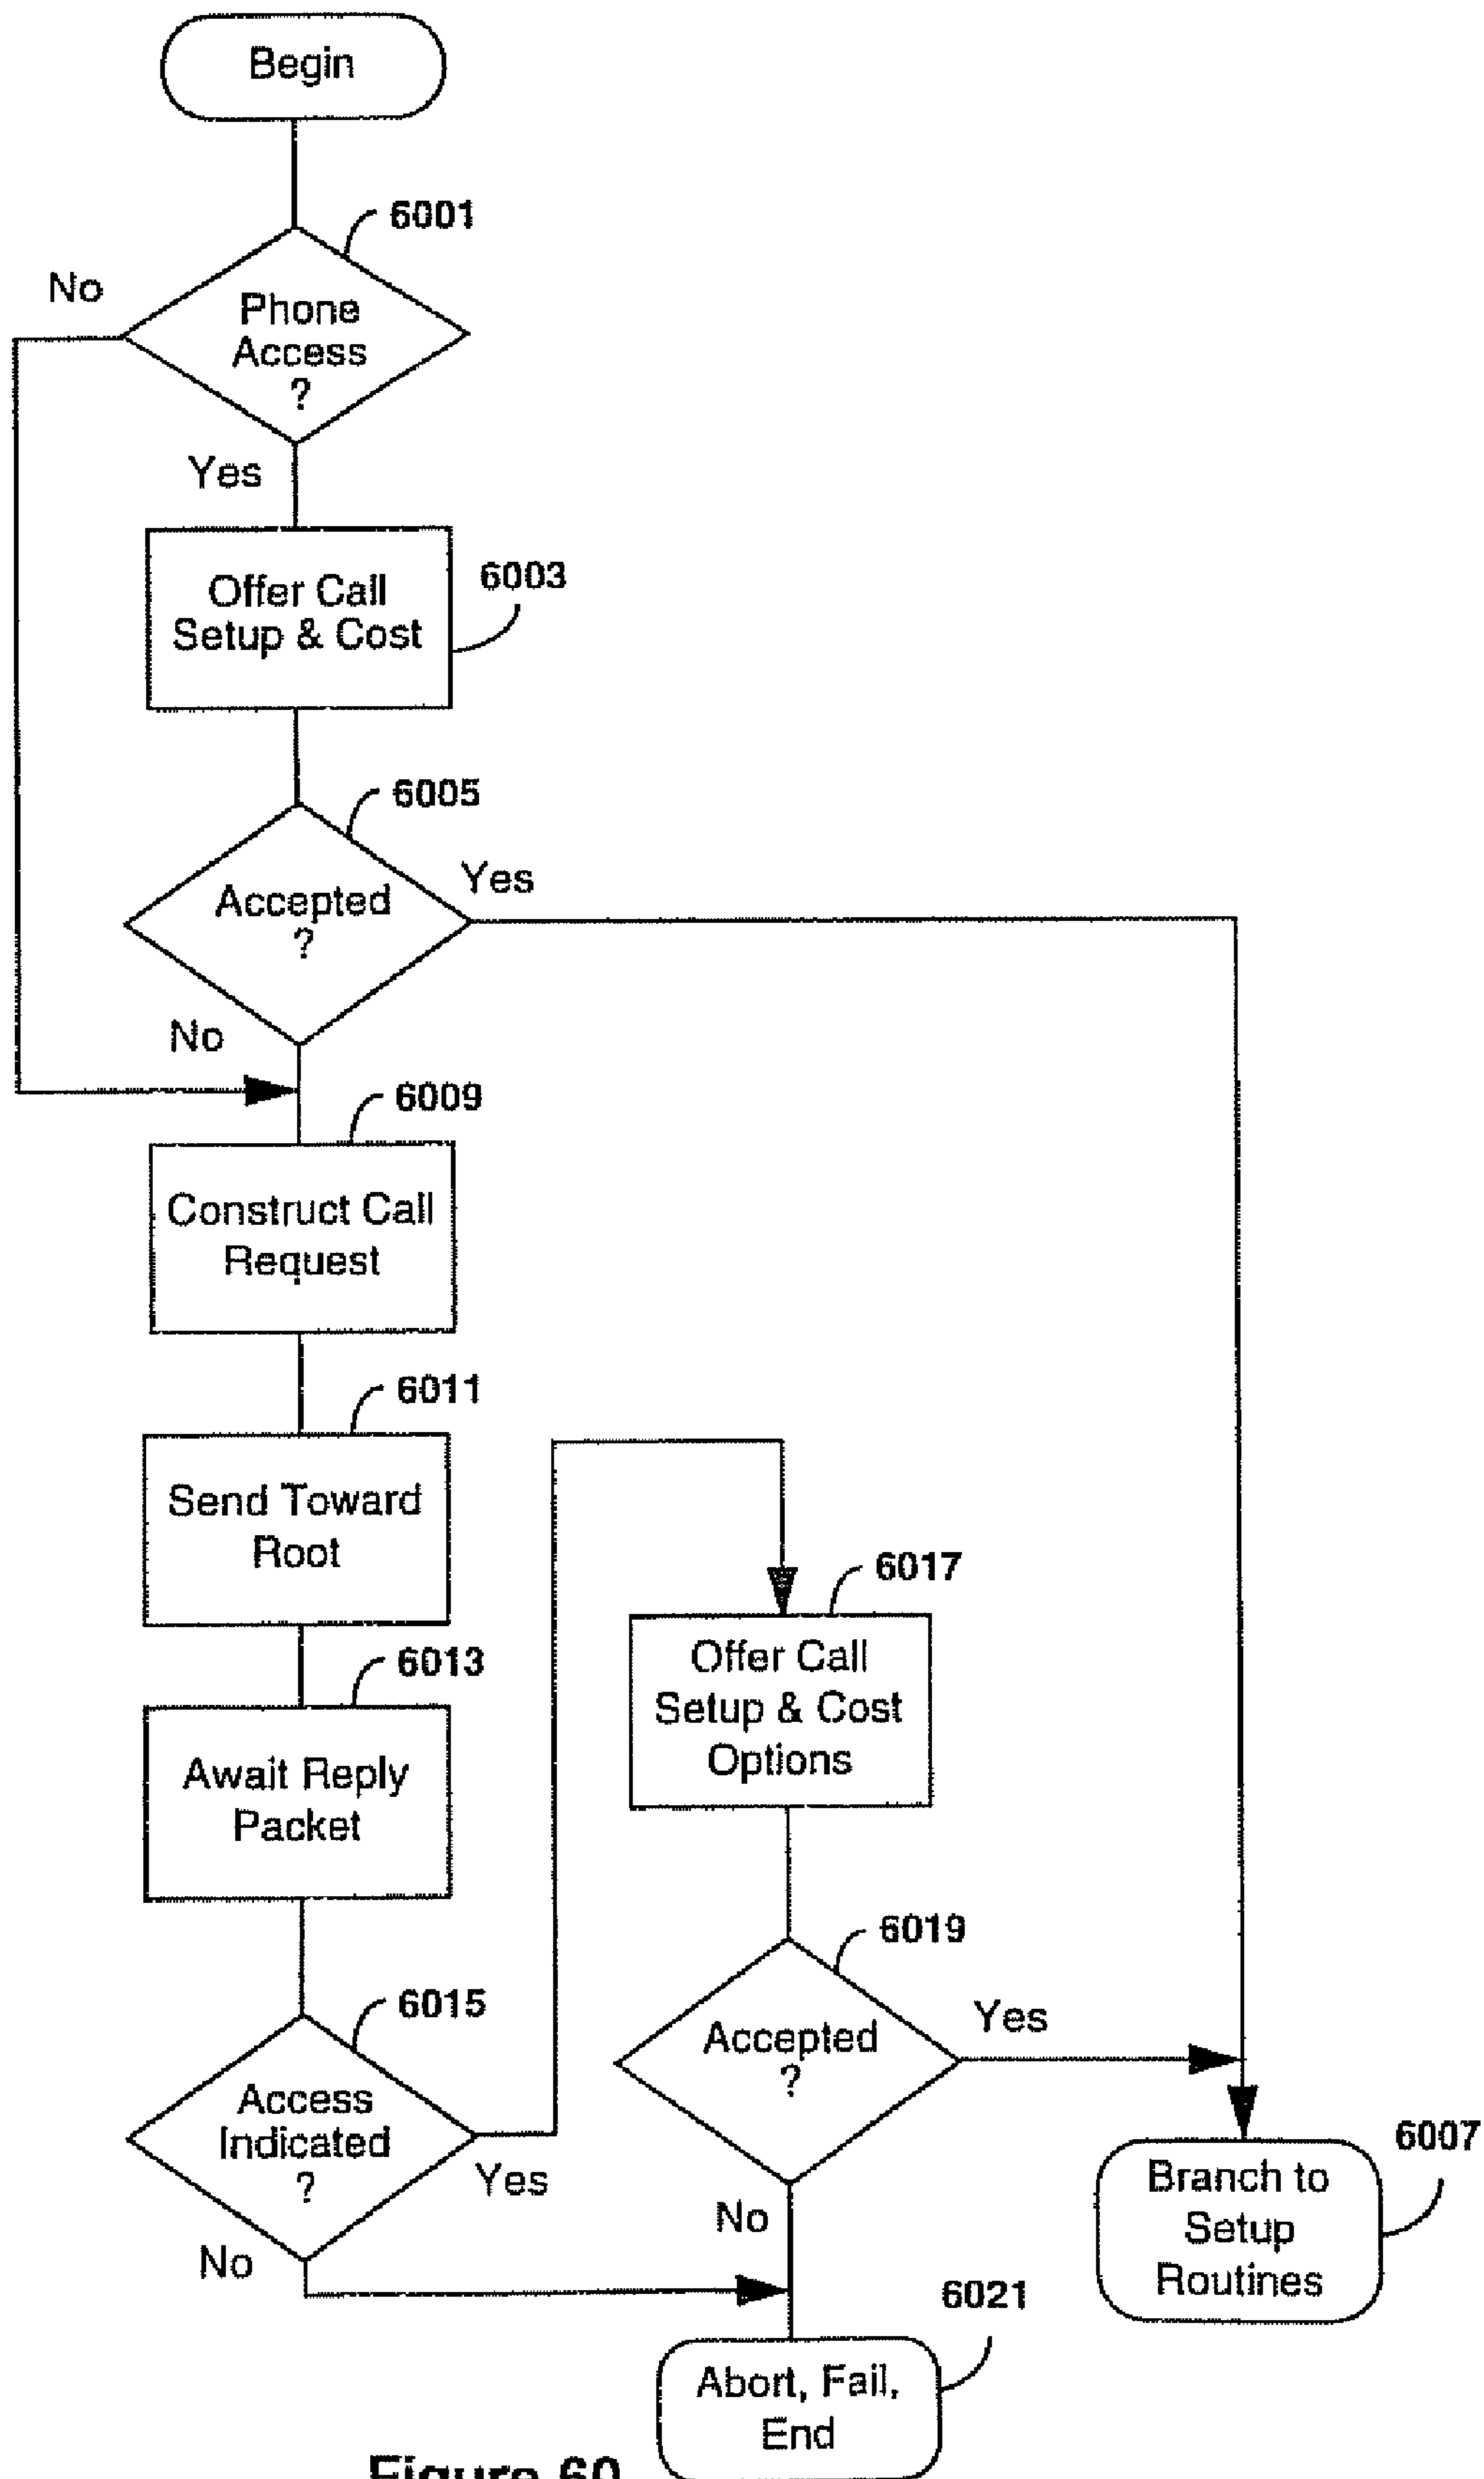 Begin
6001
No
Phone
Access
?
Yes
Offer Call
Setup & Cost
6003
6005
Yes
Accepted
?
No
6009
Construct Call
Request
6011
Send Toward
Root
6017
Offer Call
Setup & Cost
Options
6013
Await Reply
Packet
6019
6015
Yes
Accepted
?
Access
Indicated
?
Yes
6007
Branch to
Setup
Routines
No
No
6021
Abort, Fail,
End
Figure 60